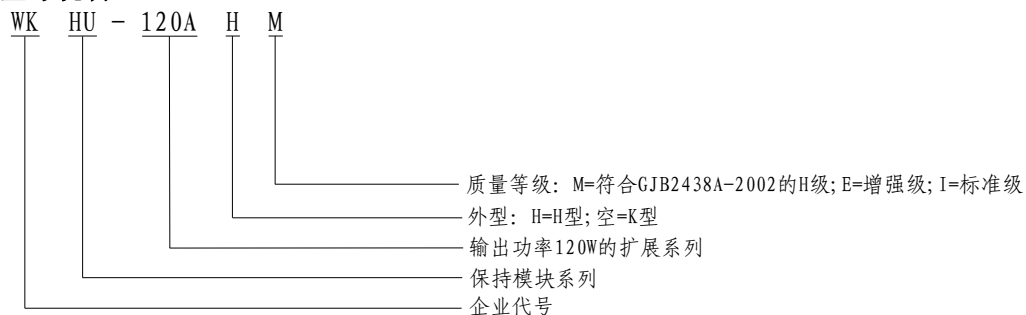 WK HU - 120A H M
质量等级: M=符合GJB2438A-2002的H级;E=增强级;I=标准级
外型: H=H型;空=K型
输出功率120W的扩展系列
保持模块系列
企业代号